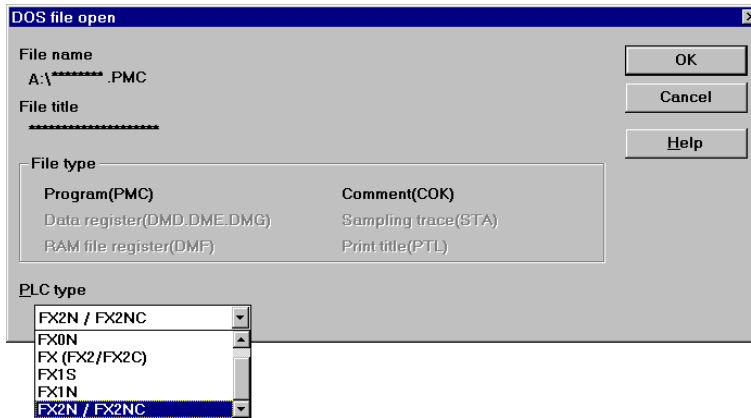 DOS file open
File name
A:\******** .PMC
File title
********************
File type
Program(PMC)
Comment(COK)
Data register(DMD.DME.DMG)
Sampling trace(STA)
RAM file register(DMF)
Print title(PTL)
PLC type
FX2N / FX2NC
FX0N
FX (FX2/FX2C)
FX1S
FX1N
FX2N / FX2NC
OK
Cancel
Help